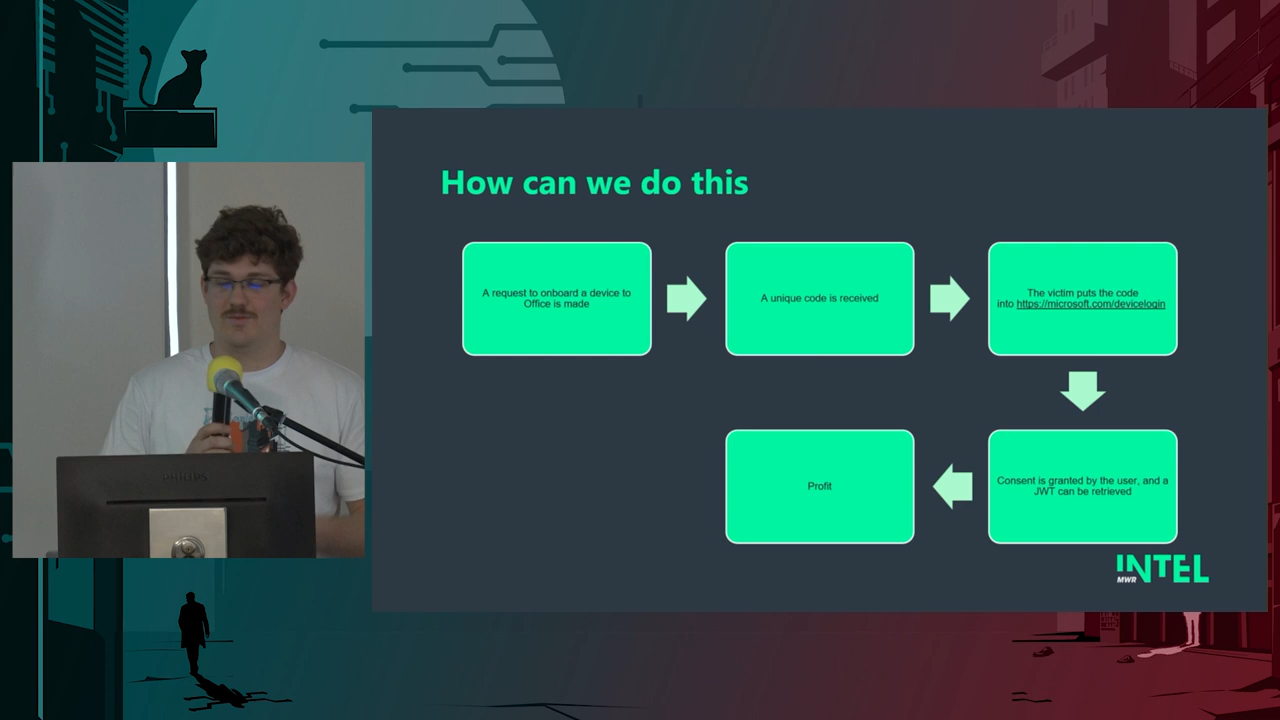 How can we do this
A request to onboard a device to
Office is made
A unique code is received
The victim puts the code
into https://microsoft.com/devicelogin
Consent is granted by the user, and a
JWT can be retrieved
Profit
INTEL
MWR
PHILIPS